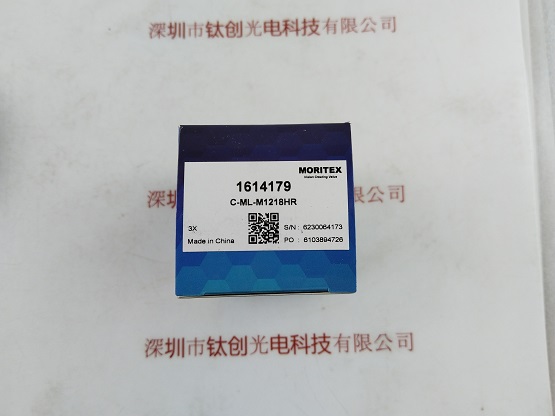 深圳市钛创光电科技有限公司
MORITEX
Vision Creating Value
1614179
C-ML-M1218HR
3X
S/N : 6230064173
Made in China
PO : 6103894726
深圳市钛创光电科技有限公司
深圳市钛创光电科技有限公司